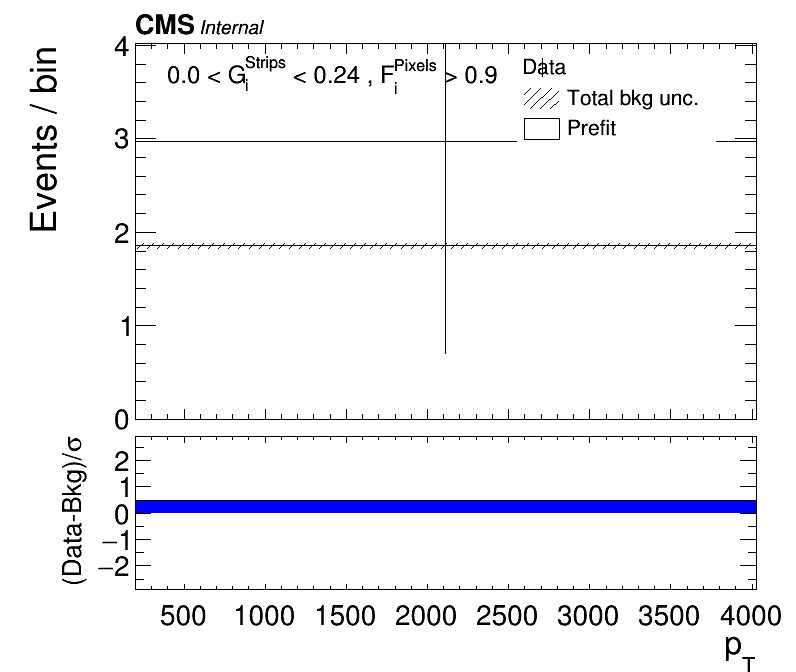 CMS Internal
Events / bin
4
3
2
1
0
0.0 < G_i^Strips < 0.24 , F_i^Pixels > 0.9
Data
Total bkg unc.
Prefit
(Data-Bkg)/σ
2
1
0
−1
−2
500 1000 1500 2000 2500 3000 3500 4000
p_T